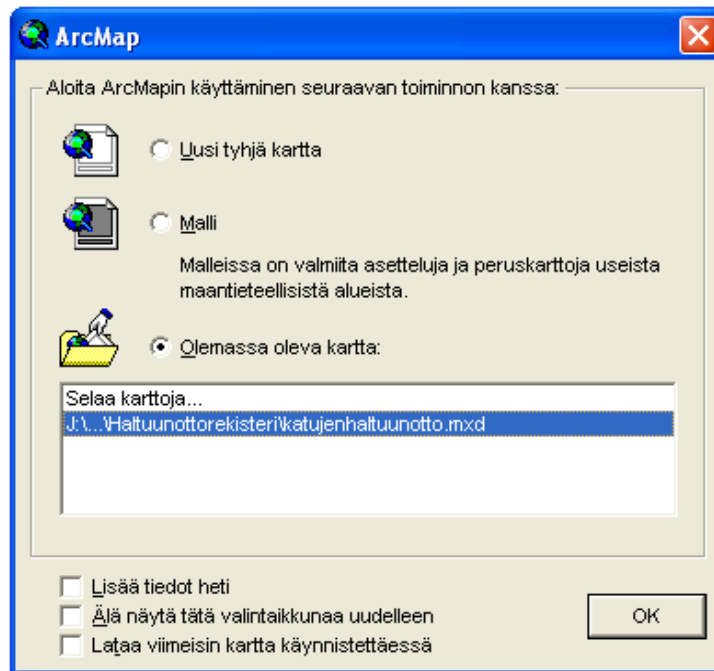 ArcMap
Aloita ArcMapin käyttäminen seuraavan toiminnon kanssa:
Uusi tyhjä kartta
Malli
Malleissa on valmiita asetteluja ja peruskarttoja useista
maantieteellisistä alueista.
Olemassa oleva kartta:
Selaa karttoja...
J:\...\Haltuunottorekisteri\katujenhaltuunotto.mxd
Lisää tiedot heti
Älä näytä tätä valintaikkunaa uudelleen
Lataa viimeisin kartta käynnistettäessä
OK